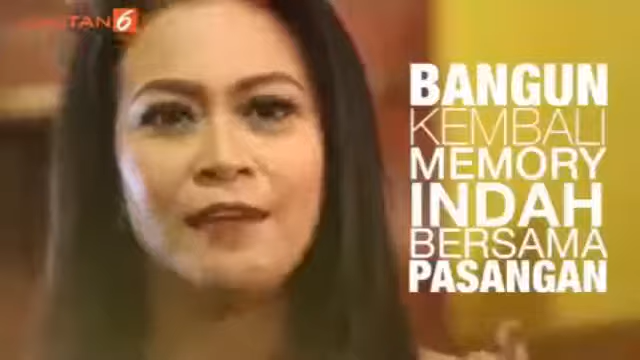 BANGUN
KEMBALI
MEMORY
INDAH
BERSAMA
PASANGAN